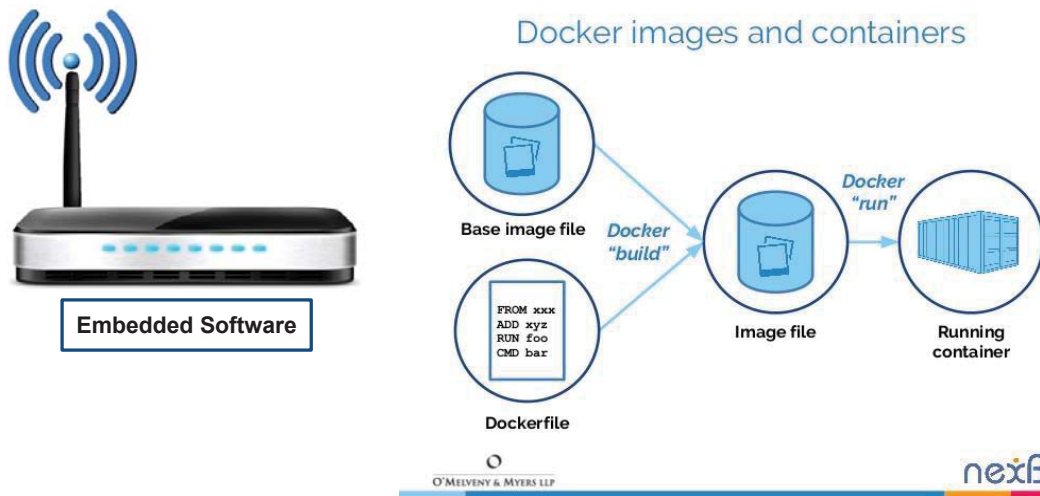 Docker images and containers
Embedded Software
Base image file
Docker
"build"
FROM xxx
ADD xyz
RUN foo
CMD bar
Dockerfile
Image file
Docker
"run"
Running
container
O'MELVENY & MYERS LLP